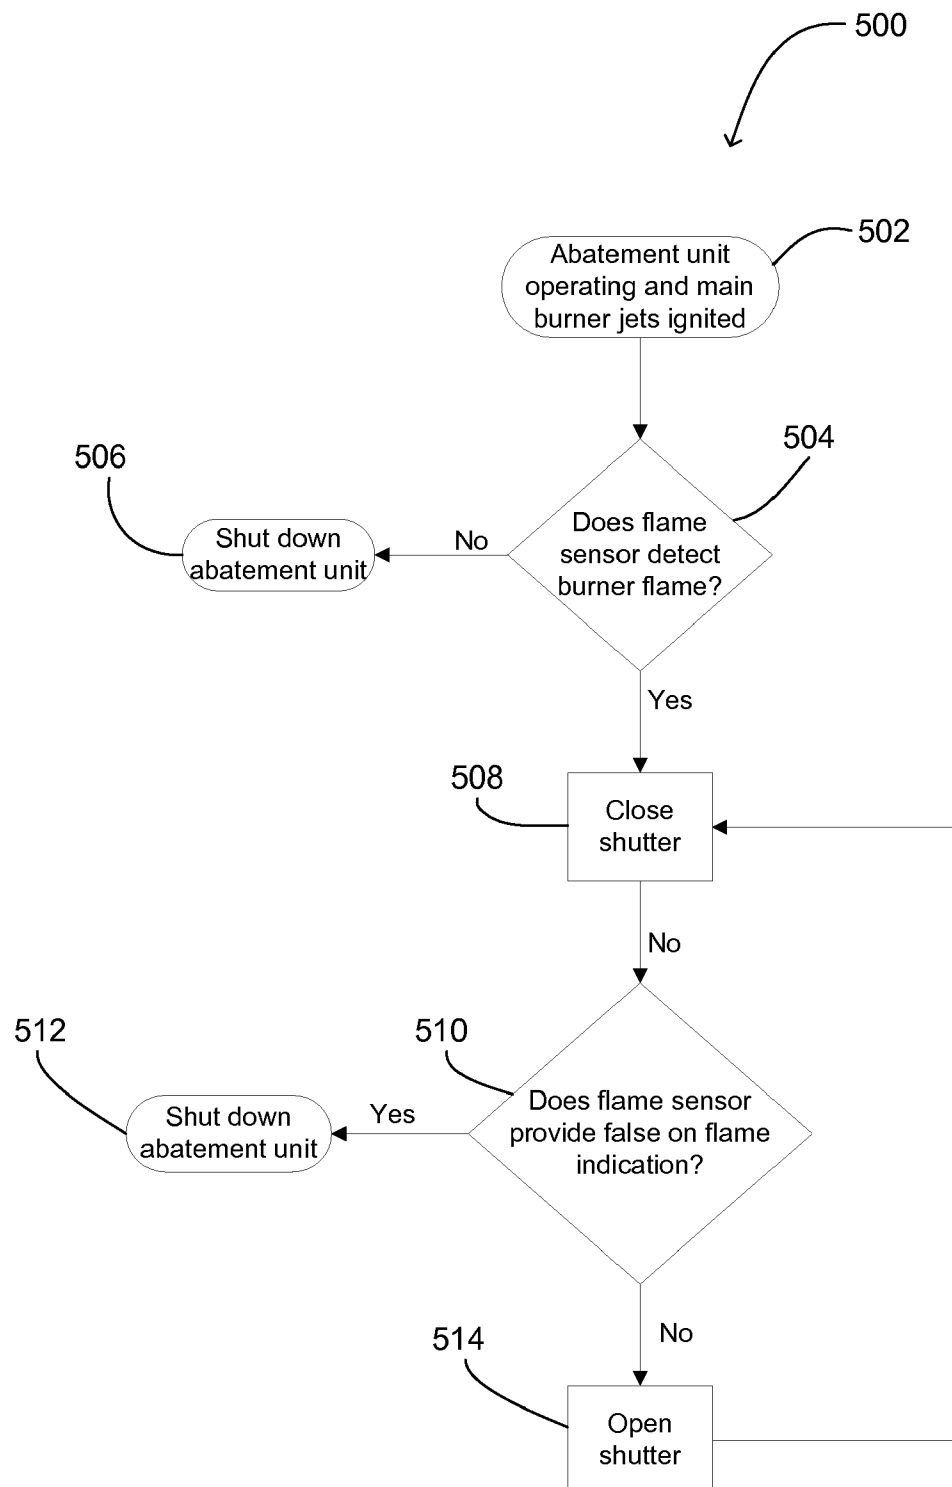 500
502
Abatement unit
operating and main
burner jets ignited
504
506
Does flame
sensor detect
burner flame?
No
Shut down
abatement unit
Yes
508
Close
shutter
No
512
510
Does flame sensor
provide false on flame
indication?
Yes
Shut down
abatement unit
No
514
Open
shutter